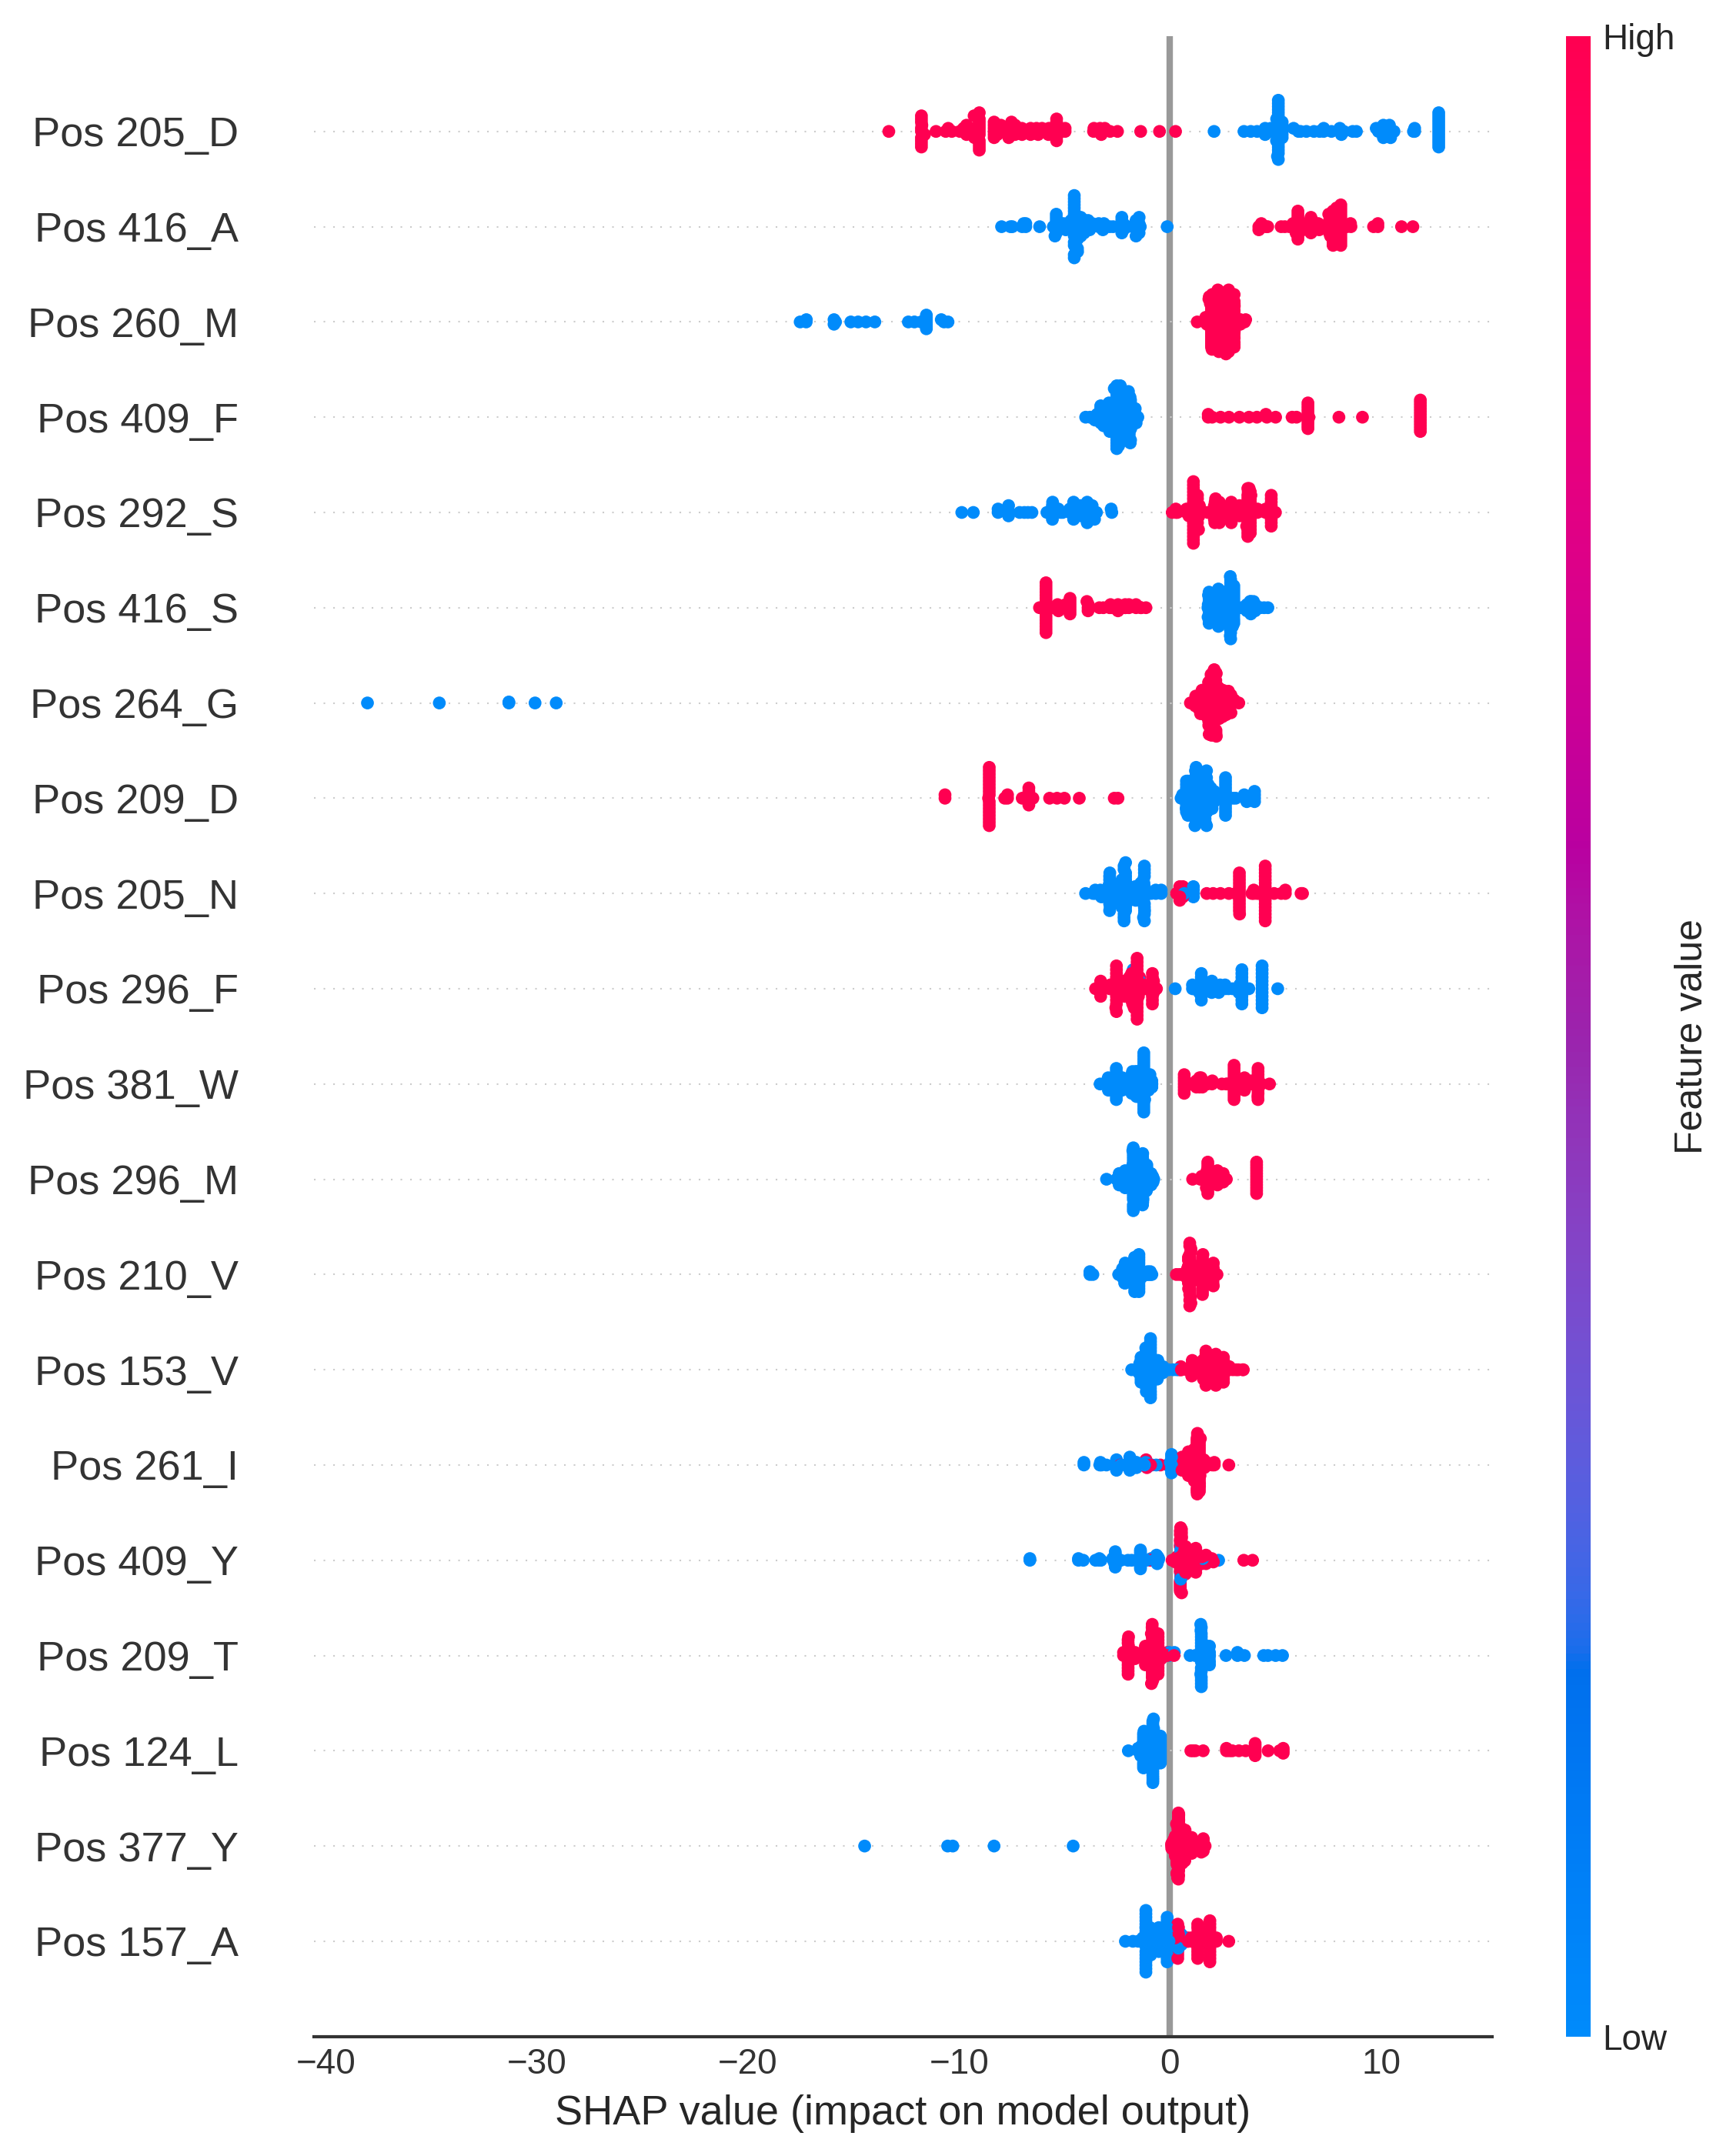 High
Pos 205_D
Pos 416_A
Pos 260_M
Pos 409_F
Pos 292_S
Pos 416_S
Pos 264_G
Pos 209_D
Pos 205_N
Pos 296_F
Pos 381_W
Pos 296_M
Pos 210_V
Pos 153_V
Pos 261_I
Pos 409_Y
Pos 209_T
Pos 124_L
Pos 377_Y
Pos 157_A
Feature value
Low
−40 −30 −20 −10 0 10
SHAP value (impact on model output)